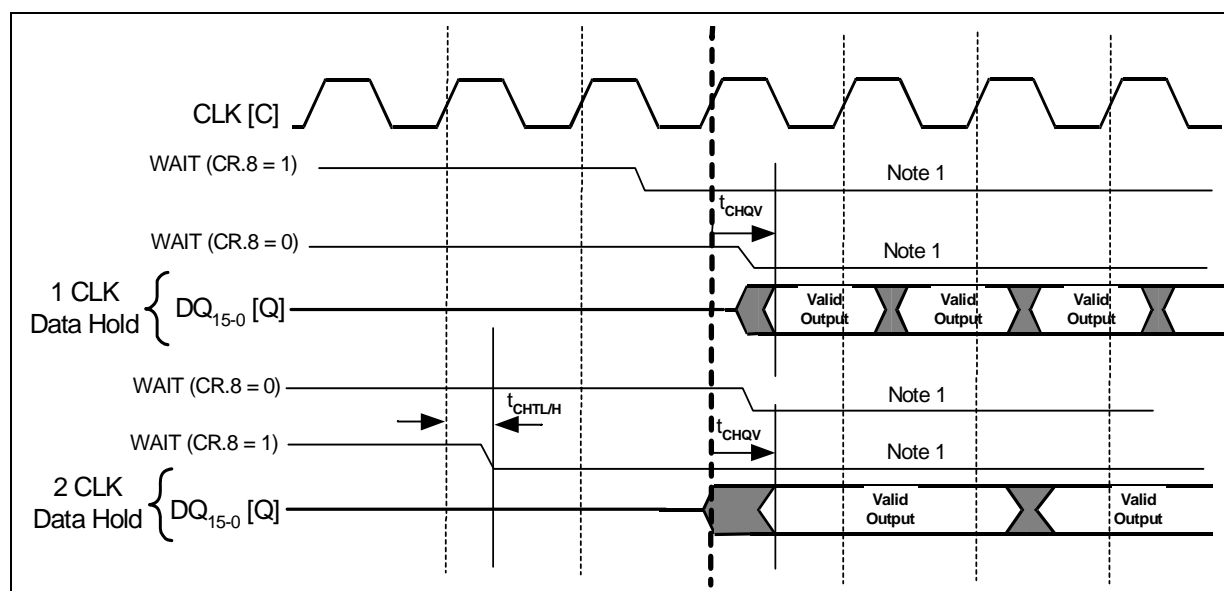 CLK [C]
WAIT (CR.8 = 1)
Note 1
tCHQV
WAIT (CR.8 = 0)
Note 1
1 CLK
Data Hold
DQ15-0 [Q]
Valid
Output
Valid
Output
Valid
Output
WAIT (CR.8 = 0)
Note 1
tCHTL/H
tCHQV
WAIT (CR.8 = 1)
Note 1
2 CLK
Data Hold
DQ15-0 [Q]
Valid
Output
Valid
Output